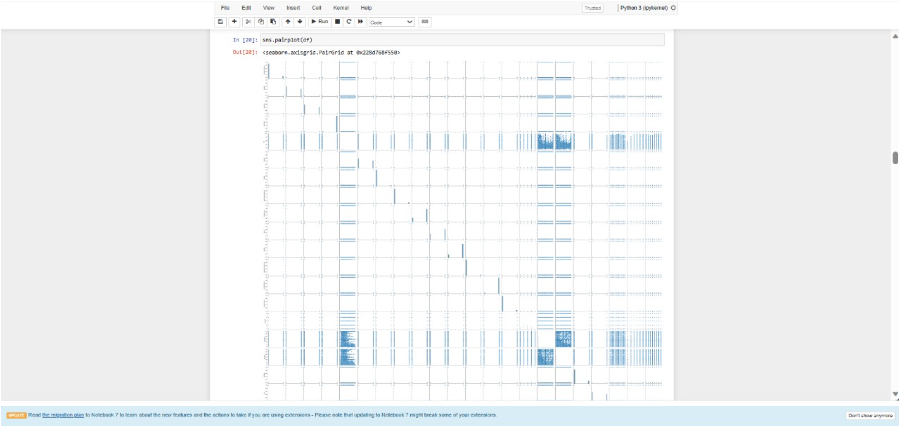 File Edit View Insert Cell Kernel Help
Trusted
Python 3 (ipykernel)
Run
Code
In [20]: sns.pairplot(df)
Out[20]: <seaborn.axisgrid.PairGrid at 0x228d768f550>
UPDATE Read the migration plan to Notebook 7 to learn about the new features and the actions to take if you are using extensions - Please note that updating to Notebook 7 might break some of your extensions.
Don't show anymore